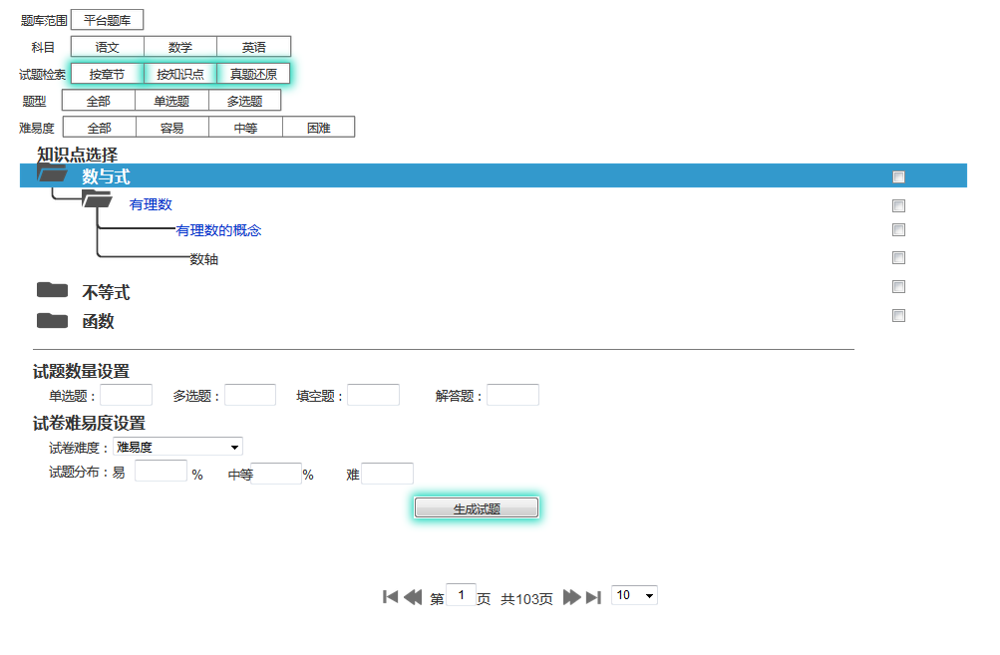 题库范围 平台题库
科目 语文 数学 英语
试题检索 按章节 按知识点 真题还原
题型 全部 单选题 多选题
难易度 全部 容易 中等 困难
知识点选择
数与式
有理数
有理数的概念
数轴
不等式
函数
试题数量设置
单选题： 多选题： 填空题： 解答题：
试卷难易度设置
试卷难度： 难易度
试题分布：易 % 中等 % 难
生成试题
第 1 页 共103页 10